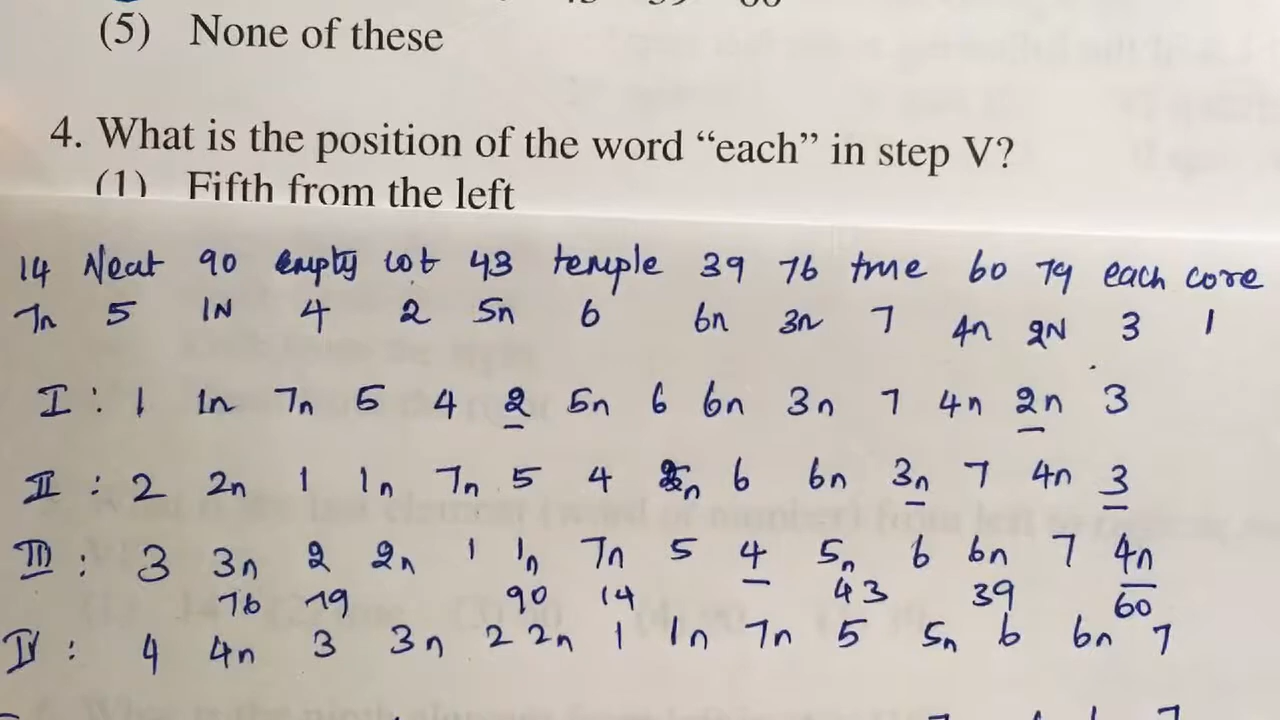 (5) None of these
4. What is the position of the word “each” in step V?
(1) Fifth from the left
14 Neat 90 empty cot 43 temple 39 76 true 60 79 each core
7n 5 1N 4 2 5n 6 6n 3n 7 4n 2N 3 1
I : 1 1n 7n 5 4 2 5n 6 6n 3n 7 4n 2n 3
II : 2 2n 1 1n 7n 5 4 5n 6 6n 3n 7 4n 3
III : 3 3n 2 2n 1 1n 7n 5 4 5n 6 6n 7 4n
76 79 90 14 43 39 60
IV : 4 4n 3 3n 2 2n 1 1n 7n 5 5n 6 6n 7